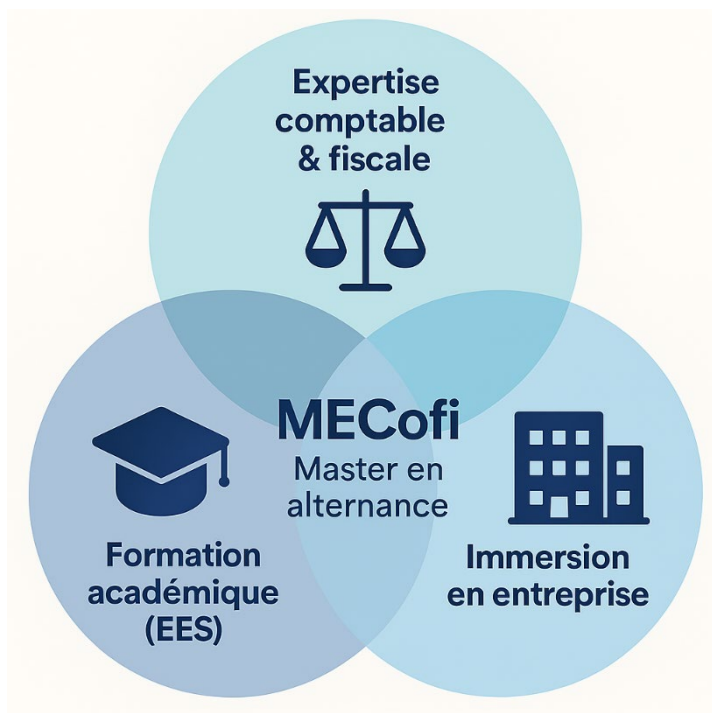 Expertise
comptable
& fiscale
MECofi
Master en
alternance
Formation
académique
(EES)
Immersion
en entreprise